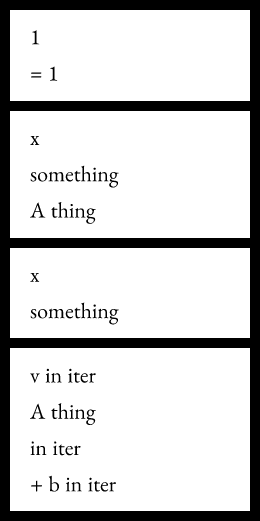 1
= 1
x
something
A thing
x
something
v in iter
A thing
in iter
+ b in iter